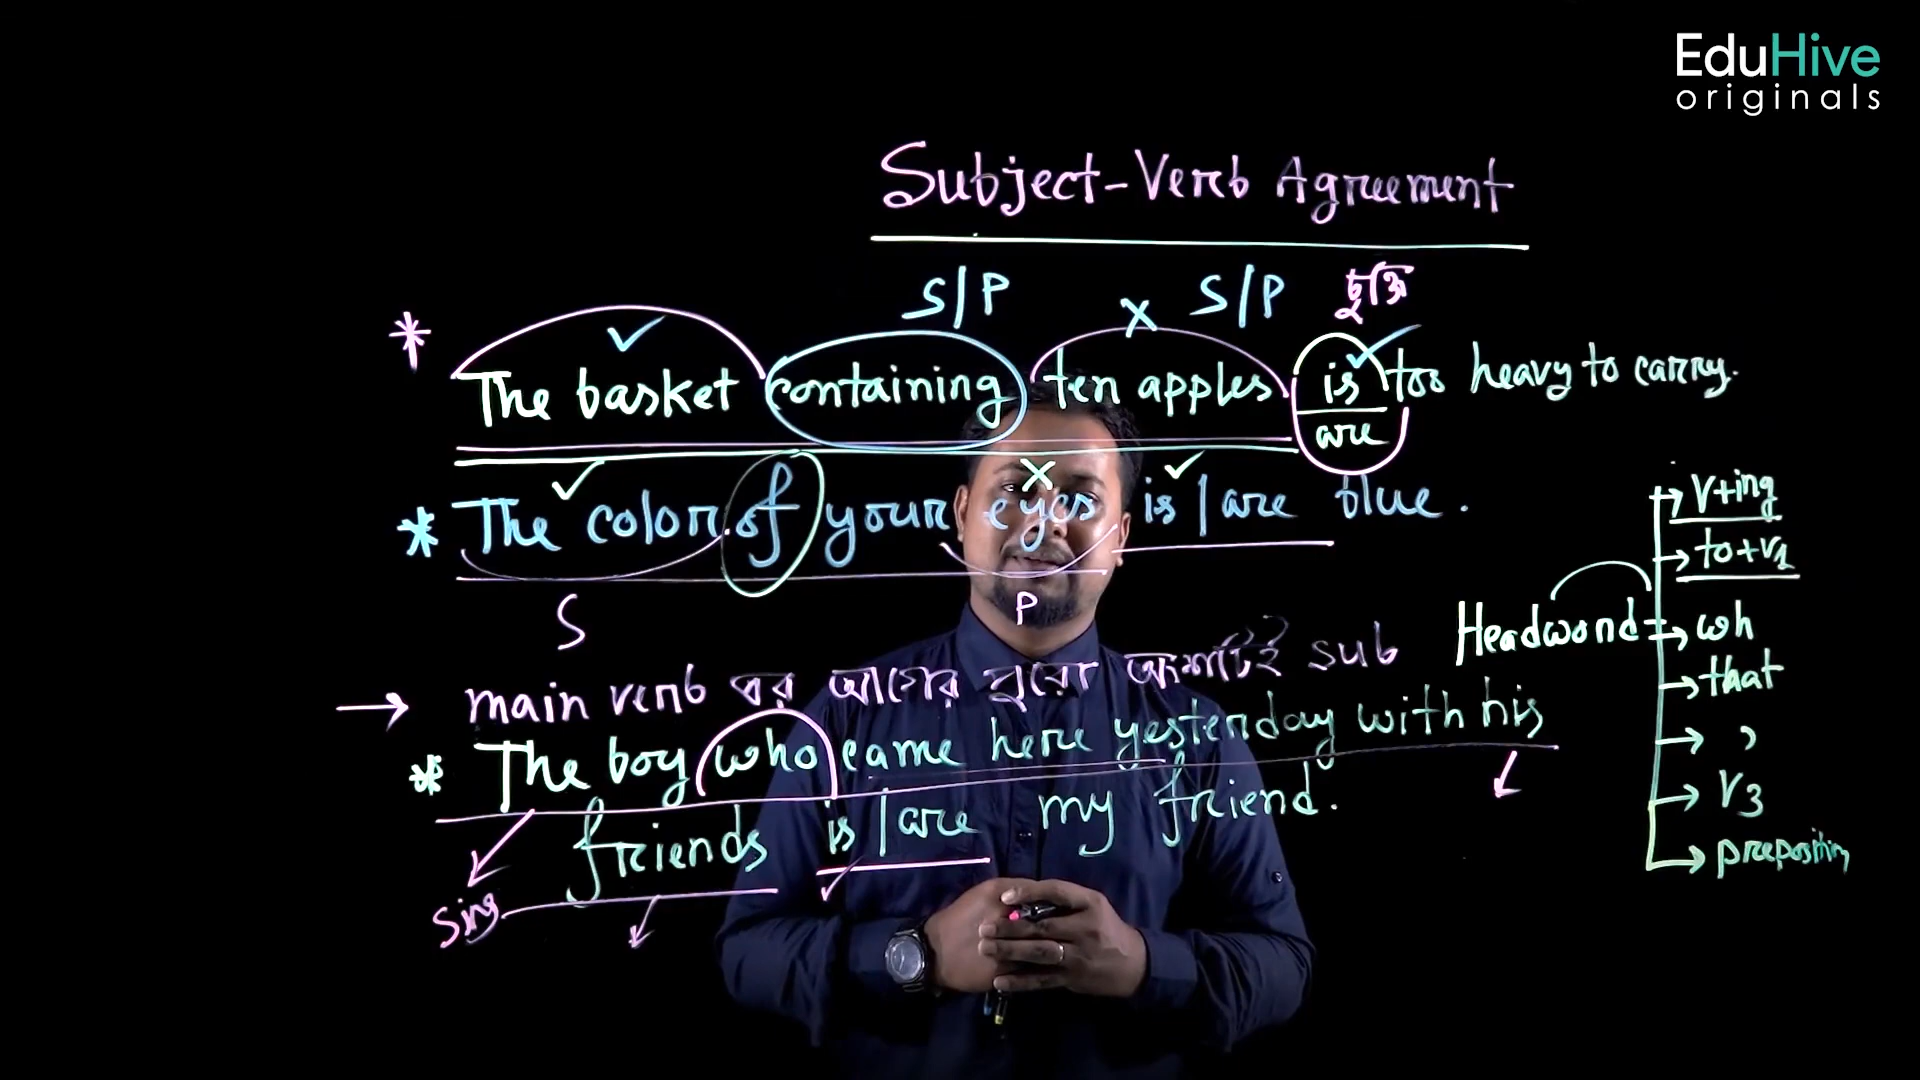 EduHive
originals
Subject-Verb Agreement
S/P x S/P
* The basket containing ten apples is too heavy to carry.
are
x
* The color of your eyes is/are blue.
S P
→ main verb এর আগের পুরো অংশটাই sub
* The boy who came here yesterday with his
friends is/are my friend.
Sing
Headword
→ V+ing
→ to+V1
→ wh
→ that
→ ,
→ V3
→ preposition